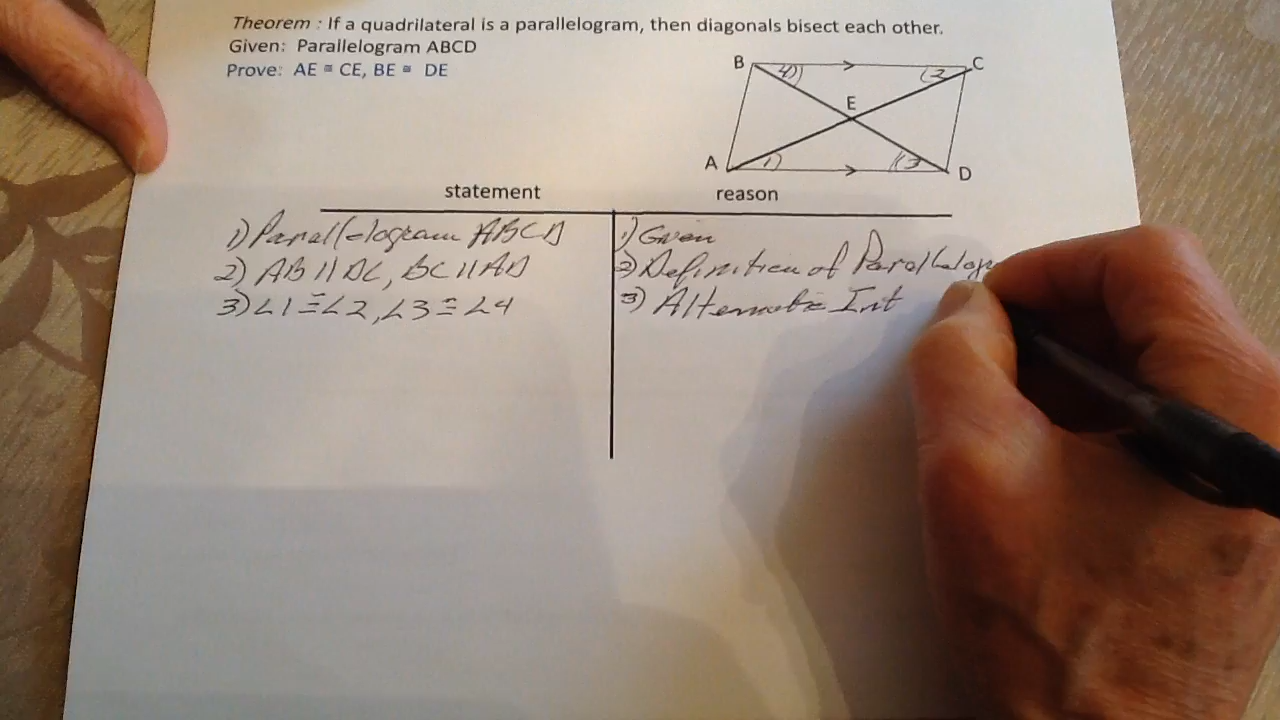 Theorem : If a quadrilateral is a parallelogram, then diagonals bisect each other.
Given: Parallelogram ABCD
Prove: AE ≅ CE, BE ≅ DE
B 4 2 C
E
A 1 3 D
statement reason
1) Parallelogram ABCD 1) Given
2) AB // DC, BC // AD 2) Definition of Parallelogr
3) ∠1 ≅ ∠2, ∠3 ≅ ∠4 3) Alternate Int